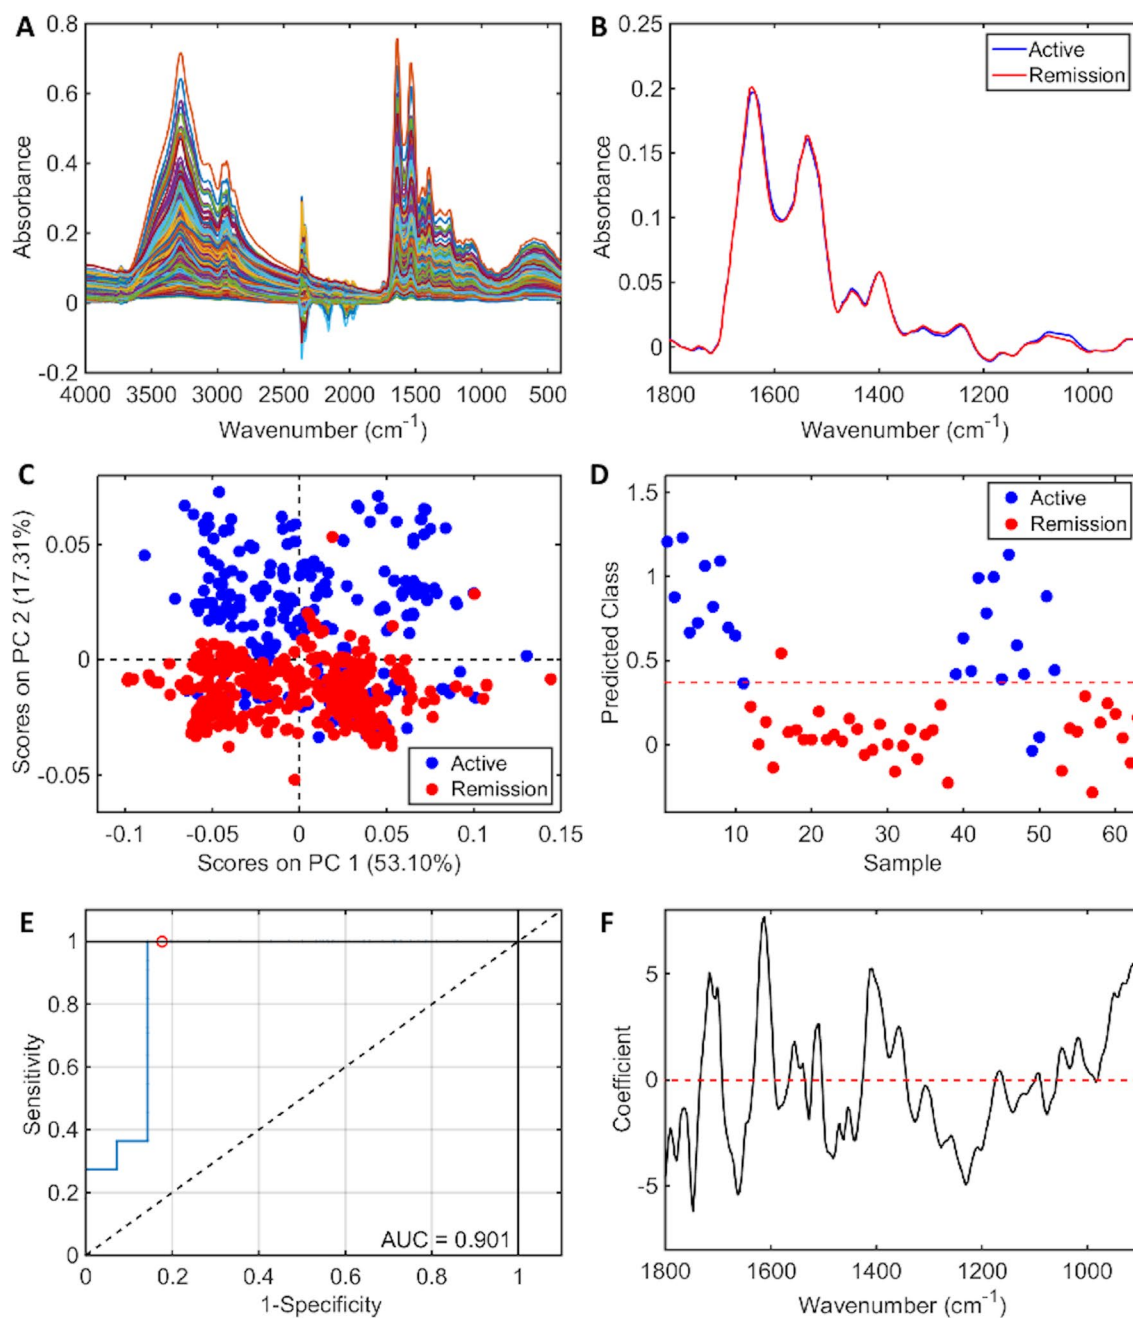 A
0.8
0.6
0.4
0.2
0
-0.2
Absorbance
4000 3500 3000 2500 2000 1500 1000 500
Wavenumber (cm-1)
B
0.25
0.2
0.15
0.1
0.05
0
Absorbance
Active
Remission
1800 1600 1400 1200 1000
Wavenumber (cm-1)
C
0.05
0
-0.05
Scores on PC 2 (17.31%)
Active
Remission
-0.1 -0.05 0 0.05 0.1 0.15
Scores on PC 1 (53.10%)
D
1.5
1
0.5
0
Predicted Class
Active
Remission
10 20 30 40 50 60
Sample
E
1
0.8
0.6
0.4
0.2
0
Sensitivity
AUC = 0.901
0 0.2 0.4 0.6 0.8 1
1-Specificity
F
5
0
-5
Coefficient
1800 1600 1400 1200 1000
Wavenumber (cm-1)